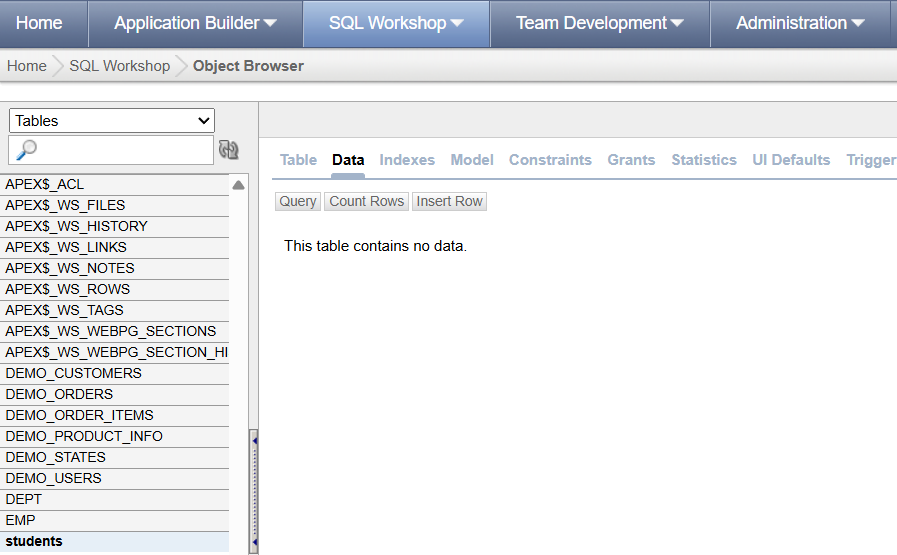 Home Application Builder SQL Workshop Team Development Administration
Home SQL Workshop Object Browser
Tables
Table Data Indexes Model Constraints Grants Statistics UI Defaults Trigger
Query Count Rows Insert Row
This table contains no data.
APEX$_ACL
APEX$_WS_FILES
APEX$_WS_HISTORY
APEX$_WS_LINKS
APEX$_WS_NOTES
APEX$_WS_ROWS
APEX$_WS_TAGS
APEX$_WS_WEBPG_SECTIONS
APEX$_WS_WEBPG_SECTION_HI
DEMO_CUSTOMERS
DEMO_ORDERS
DEMO_ORDER_ITEMS
DEMO_PRODUCT_INFO
DEMO_STATES
DEMO_USERS
DEPT
EMP
students